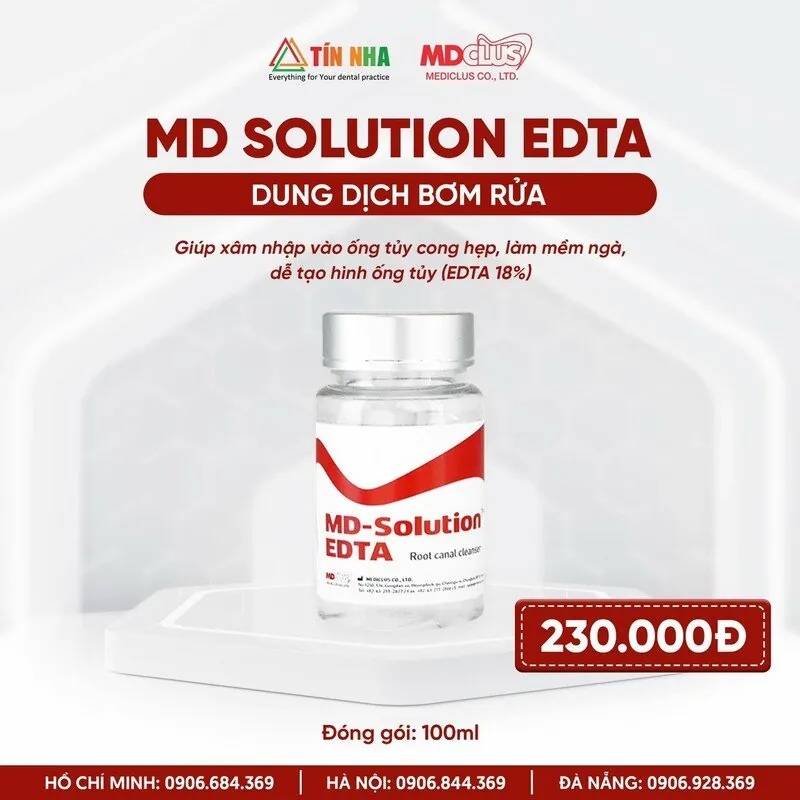 TÍN NHA
Everything for Your dental practice
MDCLUS
MEDICLUS CO., LTD.
MD SOLUTION EDTA
DUNG DỊCH BƠM RỬA
Giúp xâm nhập vào ống tủy cong hẹp, làm mềm ngà,
dễ tạo hình ống tủy (EDTA 18%)
MD-Solution
EDTA Root canal cleanser
MEDICLUS CO., LTD.
230.000Đ
Đóng gói: 100ml
HỒ CHÍ MINH: 0906.684.369 HÀ NỘI: 0906.844.369 ĐÀ NẴNG: 0906.928.369